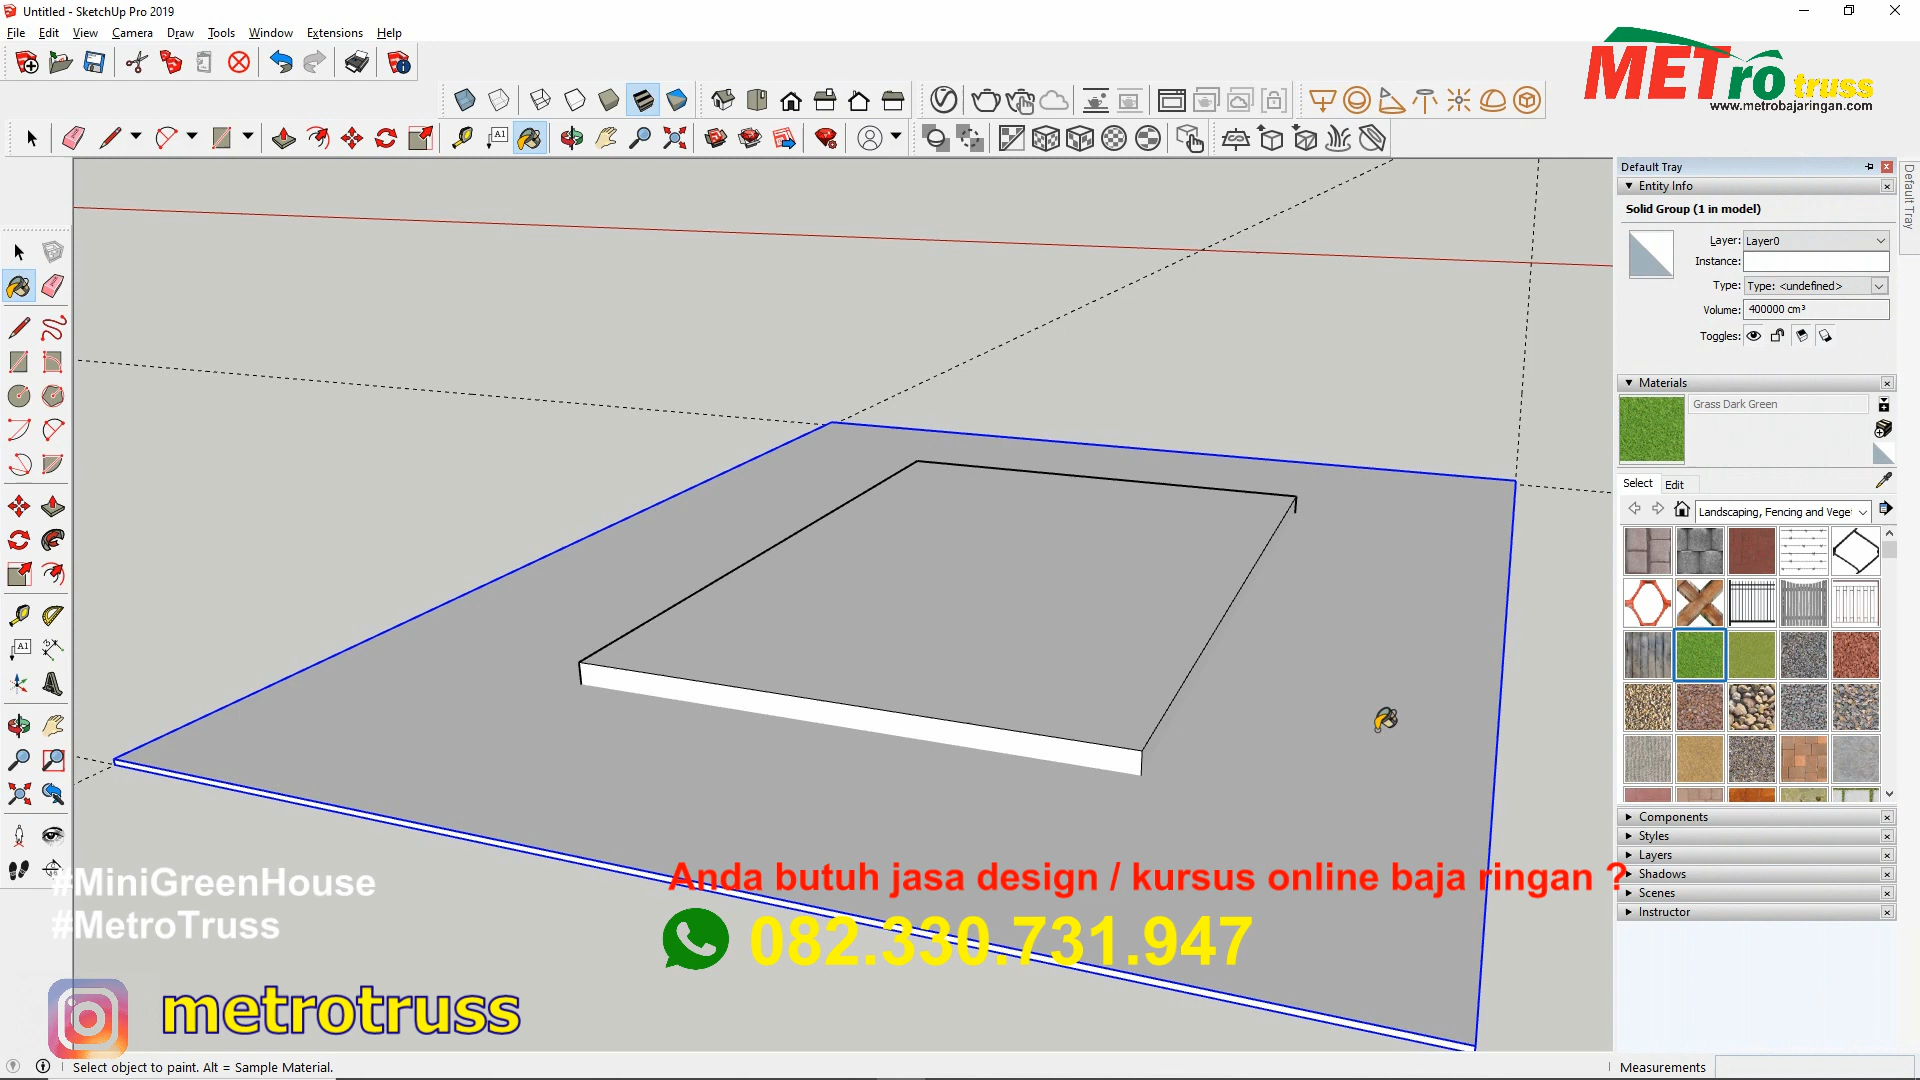 Untitled - SketchUp Pro 2019
File Edit View Camera Draw Tools Window Extensions Help
METro truss
www.metrobajaringan.com
A1
Default Tray
Default Tray
Entity Info
Solid Group (1 in model)
Layer: Layer0
Instance:
Type: Type: <undefined>
Volume: 400000 cm³
Toggles:
Materials
Grass Dark Green
Select Edit
Landscaping, Fencing and Vege
A1
Components
Styles
Layers
Shadows
Scenes
Instructor
#MiniGreenHouse
#MetroTruss
Anda butuh jasa design / kursus online baja ringan ?
082.330.731.947
metrotruss
Select object to paint. Alt = Sample Material.
Measurements